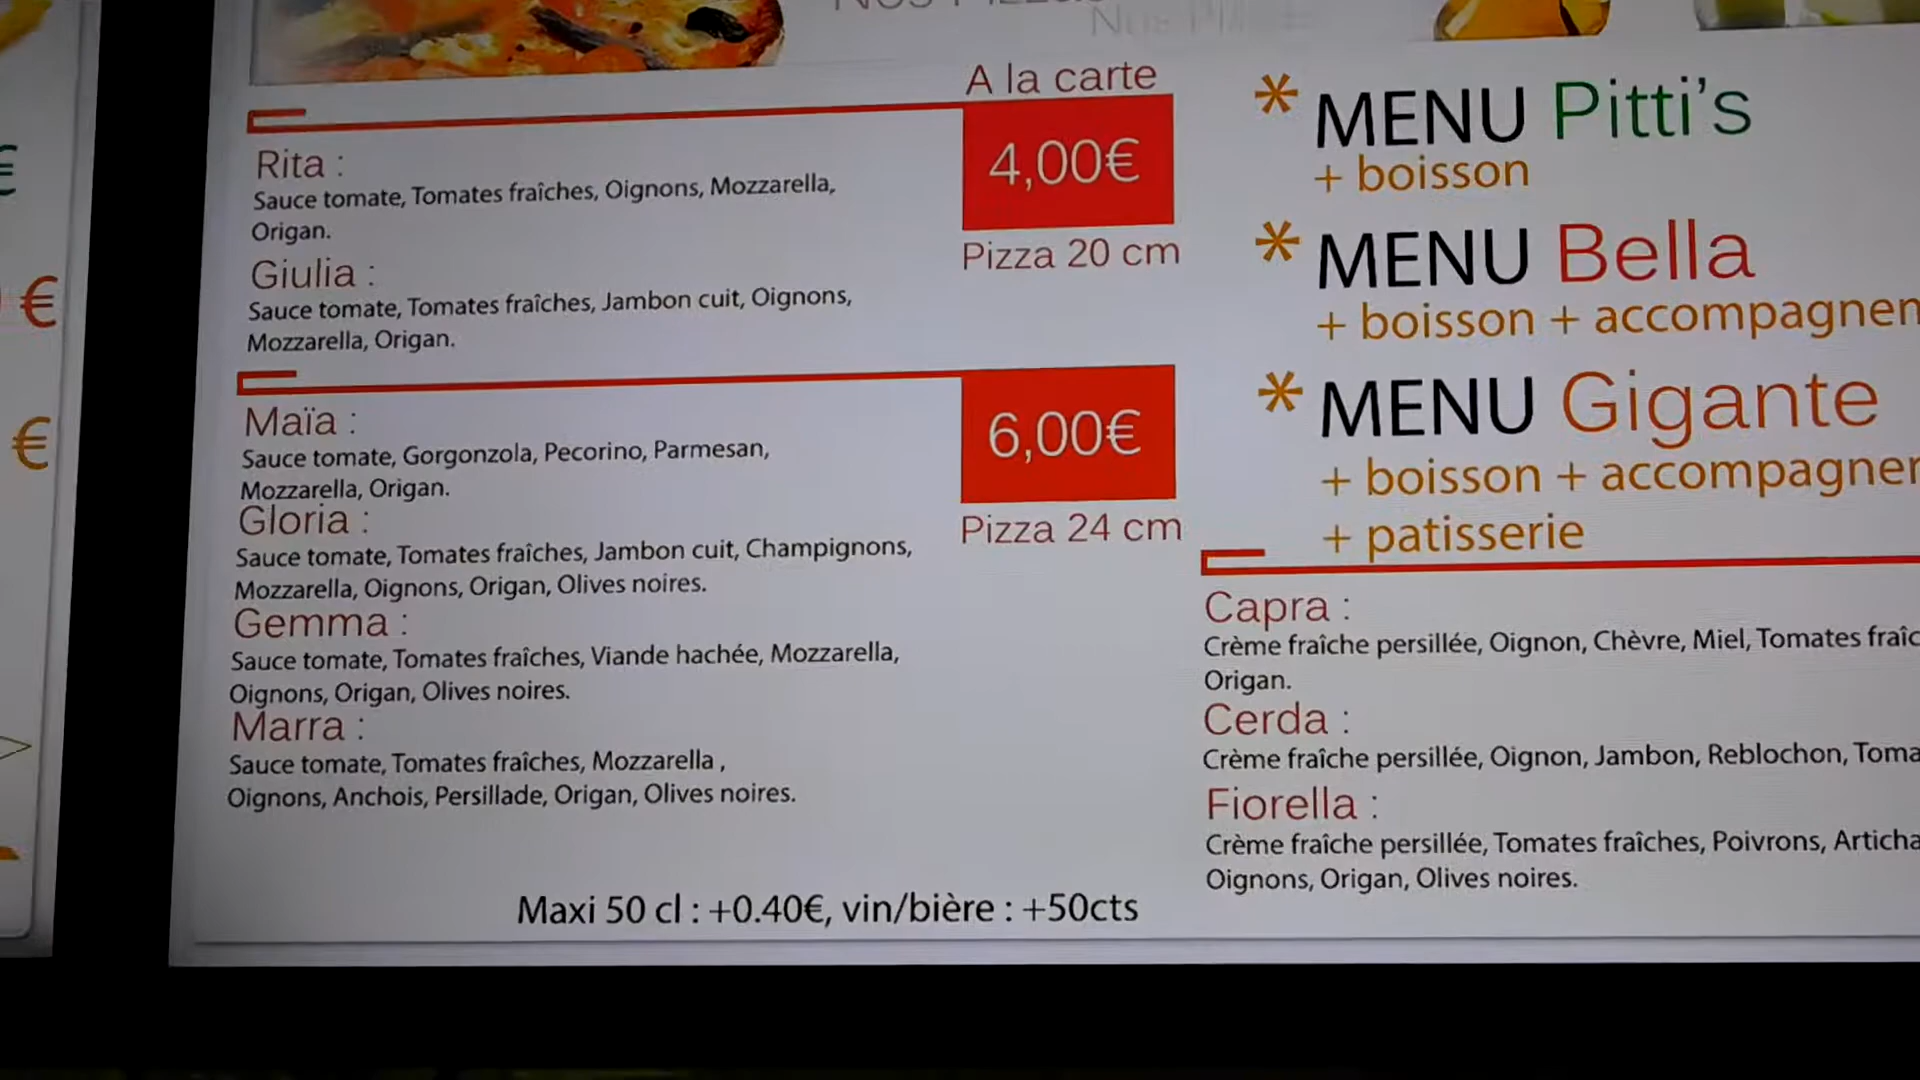 A la carte
4,00€
Pizza 20 cm
Rita :
Sauce tomate, Tomates fraîches, Oignons, Mozzarella,
Origan.
Giulia :
Sauce tomate, Tomates fraîches, Jambon cuit, Oignons,
Mozzarella, Origan.
6,00€
Pizza 24 cm
Maïa :
Sauce tomate, Gorgonzola, Pecorino, Parmesan,
Mozzarella, Origan.
Gloria :
Sauce tomate, Tomates fraîches, Jambon cuit, Champignons,
Mozzarella, Oignons, Origan, Olives noires.
Gemma :
Sauce tomate, Tomates fraîches, Viande hachée, Mozzarella,
Oignons, Origan, Olives noires.
Marra :
Sauce tomate, Tomates fraîches, Mozzarella ,
Oignons, Anchois, Persillade, Origan, Olives noires.
Maxi 50 cl : +0.40€, vin/bière : +50cts
* MENU Pitti's
+ boisson
* MENU Bella
+ boisson +
* MENU Gigante
+ boisson +
+ patisserie
Capra :
Crème fraîche persillée, Oignon, Chèvre, Miel, Tomates
Origan.
Cerda :
Crème fraîche persillée, Oignon, Jambon, Reblochon,
Fiorella :
Crème fraîche persillée, Tomates fraîches, Poivrons,
Oignons, Origan, Olives noires.
€
€
€